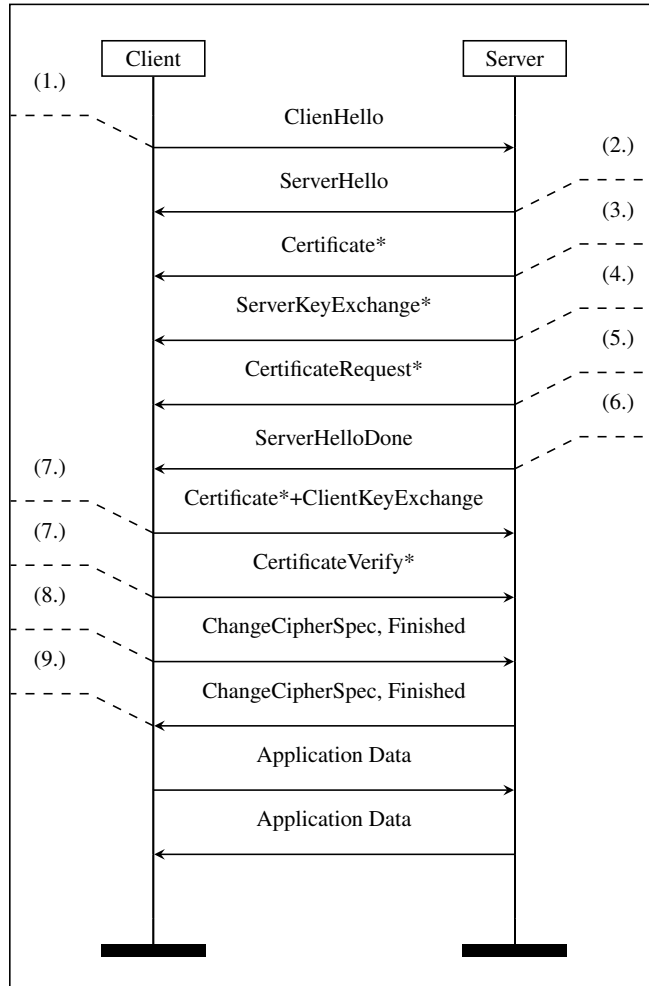 Client
Server
(1.)
ClienHello
(2.)
ServerHello
(3.)
Certificate*
(4.)
ServerKeyExchange*
(5.)
CertificateRequest*
(6.)
ServerHelloDone
(7.)
Certificate*+ClientKeyExchange
(7.)
CertificateVerify*
(8.)
ChangeCipherSpec, Finished
(9.)
ChangeCipherSpec, Finished
Application Data
Application Data